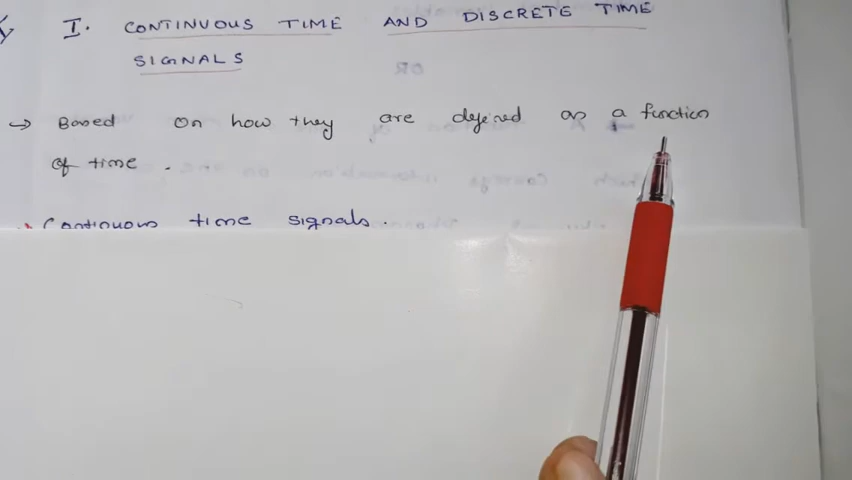 I. CONTINUOUS TIME AND DISCRETE TIME
SIGNALS
→ Based on how they are defined as a function
of time.
Continuous time signals.